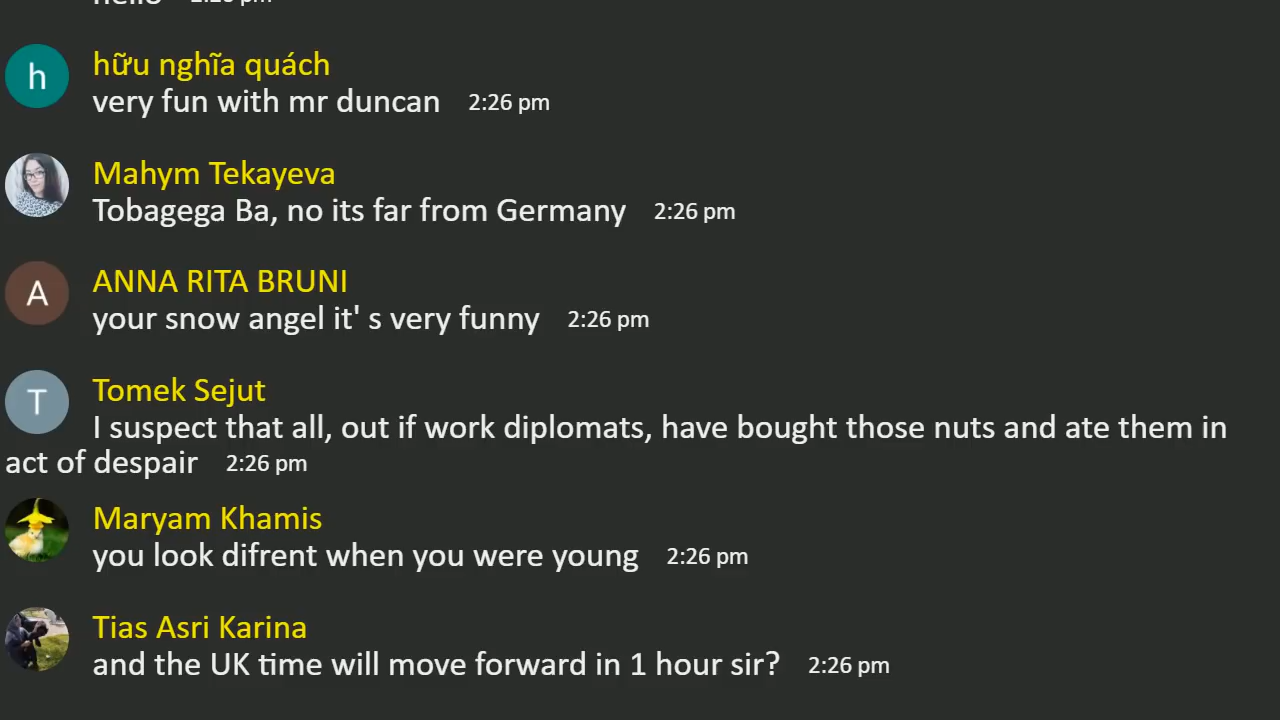 hello 2:26 pm
h
hữu nghĩa quách
very fun with mr duncan 2:26 pm
Mahym Tekayeva
Tobagega Ba, no its far from Germany 2:26 pm
A
ANNA RITA BRUNI
your snow angel it' s very funny 2:26 pm
T
Tomek Sejut
I suspect that all, out if work diplomats, have bought those nuts and ate them in
act of despair 2:26 pm
Maryam Khamis
you look difrent when you were young 2:26 pm
Tias Asri Karina
and the UK time will move forward in 1 hour sir? 2:26 pm